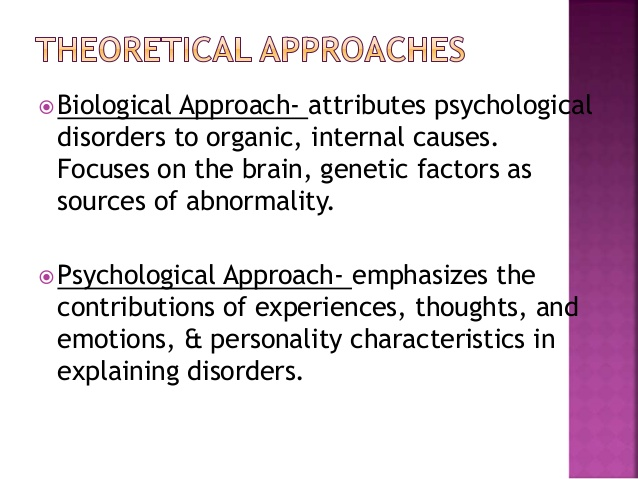 THEORETICAL APPROACHES
Biological Approach- attributes psychological
disorders to organic, internal causes.
Focuses on the brain, genetic factors as
sources of abnormality.
Psychological Approach- emphasizes the
contributions of experiences, thoughts, and
emotions, & personality characteristics in
explaining disorders.